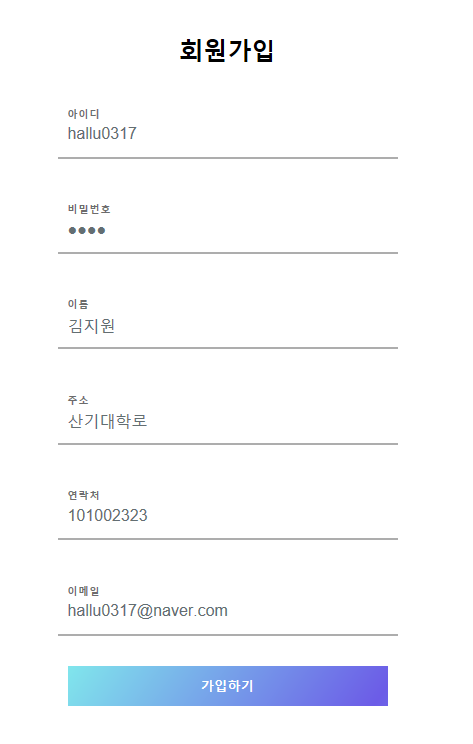 회원가입
아이디
hallu0317
비밀번호
●●●●
이름
김지원
주소
산기대학로
연락처
101002323
이메일
hallu0317@naver.com
가입하기